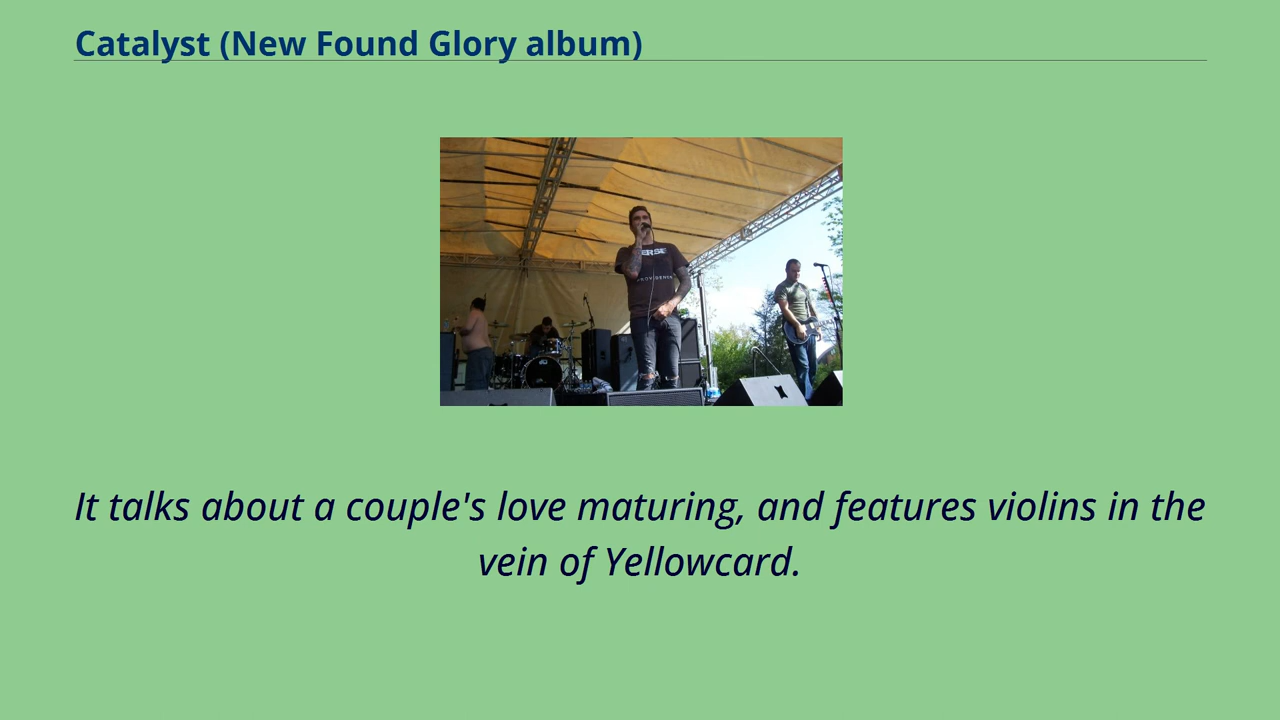 Catalyst (New Found Glory album)
It talks about a couple's love maturing, and features violins in the
vein of Yellowcard.